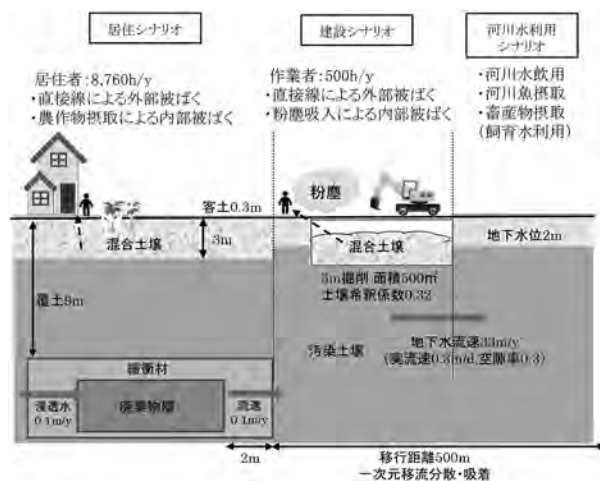 居住シナリオ
建設シナリオ
河川水利用
シナリオ
居住者：8,760h/y
・直接線による外部被ばく
・農作物摂取による内部被ばく
作業者：500h/y
・直接線による外部被ばく
・粉塵吸入による内部被ばく
・河川水飲用
・河川魚摂取
・畜産物摂取
(飼育水利用)
粉塵
客土0.3m
混合土壌
3m
混合土壌
地下水位2m
3m掘削 面積500㎡
土壌希釈係数0.32
覆土9m
汚染土壌
地下水流速33m/y
(実流速0.3m/d,空隙率0.3)
緩衝材
浸透水
0.1m/y
廃棄物層
流速
0.1m/y
2m
移行距離500m
一次元移流分散・吸着